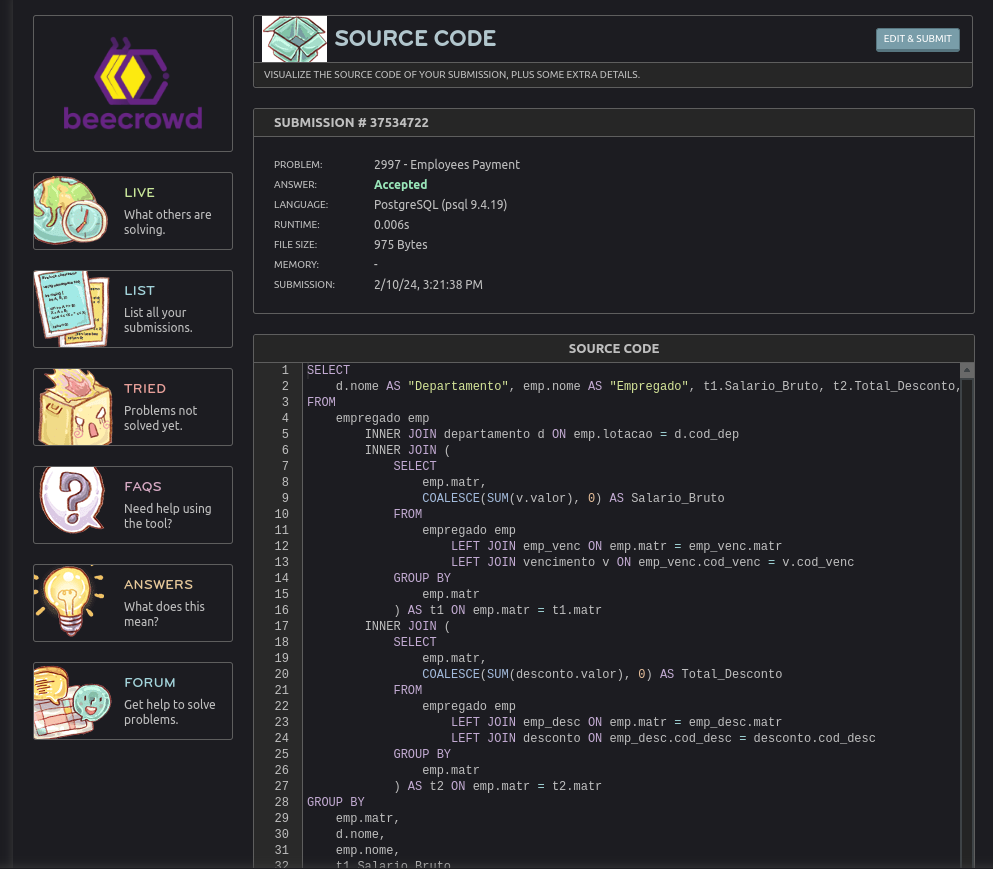 beecrowd
LIVE
What others are
solving.
LIST
List all your
submissions.
TRIED
Problems not
solved yet.
FAQS
Need help using
the tool?
ANSWERS
What does this
mean?
FORUM
Get help to solve
problems.
SOURCE CODE
EDIT & SUBMIT
VISUALIZE THE SOURCE CODE OF YOUR SUBMISSION, PLUS SOME EXTRA DETAILS.
SUBMISSION # 37534722
PROBLEM: 2997 - Employees Payment
ANSWER: Accepted
LANGUAGE: PostgreSQL (psql 9.4.19)
RUNTIME: 0.006s
FILE SIZE: 975 Bytes
MEMORY: -
SUBMISSION: 2/10/24, 3:21:38 PM
SOURCE CODE
1 SELECT
2 d.nome AS "Departamento", emp.nome AS "Empregado", t1.Salario_Bruto, t2.Total_Desconto,
3 FROM
4 empregado emp
5 INNER JOIN departamento d ON emp.lotacao = d.cod_dep
6 INNER JOIN (
7 SELECT
8 emp.matr,
9 COALESCE(SUM(v.valor), 0) AS Salario_Bruto
10 FROM
11 empregado emp
12 LEFT JOIN emp_venc ON emp.matr = emp_venc.matr
13 LEFT JOIN vencimento v ON emp_venc.cod_venc = v.cod_venc
14 GROUP BY
15 emp.matr
16 ) AS t1 ON emp.matr = t1.matr
17 INNER JOIN (
18 SELECT
19 emp.matr,
20 COALESCE(SUM(desconto.valor), 0) AS Total_Desconto
21 FROM
22 empregado emp
23 LEFT JOIN emp_desc ON emp.matr = emp_desc.matr
24 LEFT JOIN desconto ON emp_desc.cod_desc = desconto.cod_desc
25 GROUP BY
26 emp.matr
27 ) AS t2 ON emp.matr = t2.matr
28 GROUP BY
29 emp.matr,
30 d.nome,
31 emp.nome,
32 t1.Salario_Bruto